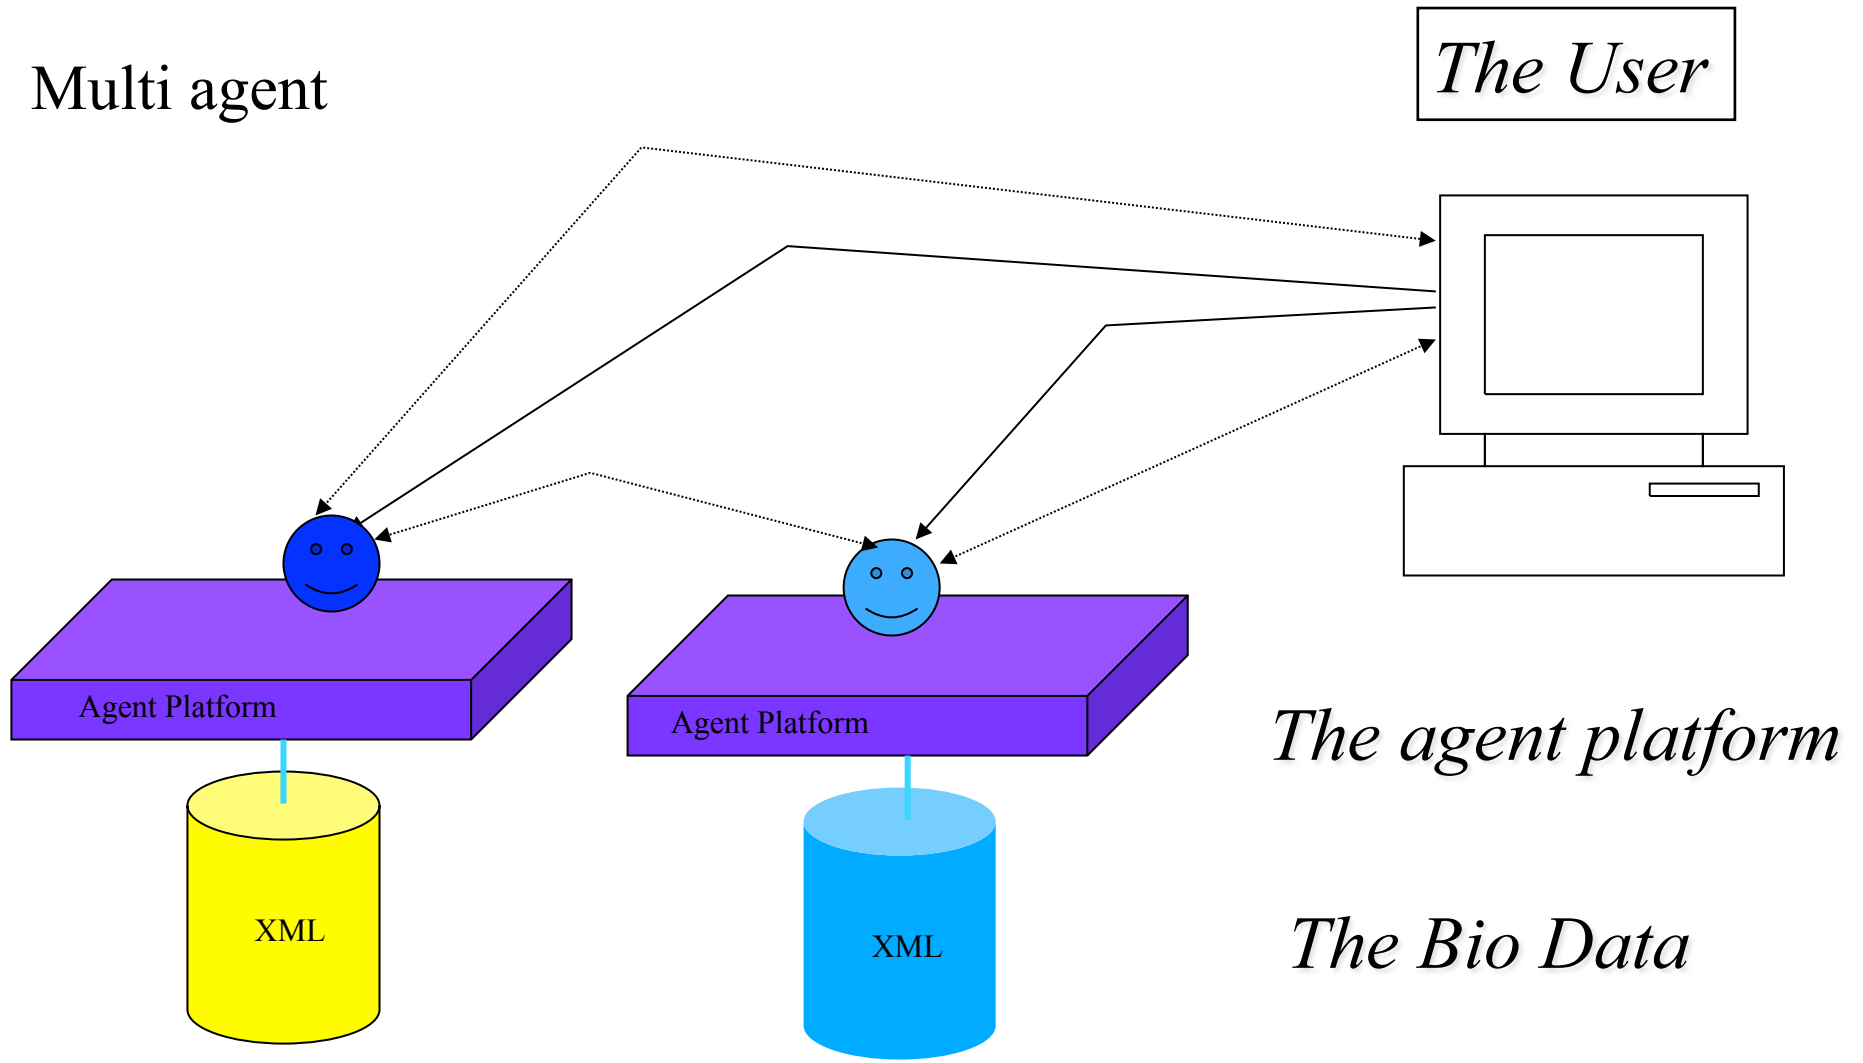 Multi agent
The User
Agent Platform
Agent Platform
The agent platform
XML
XML
The Bio Data